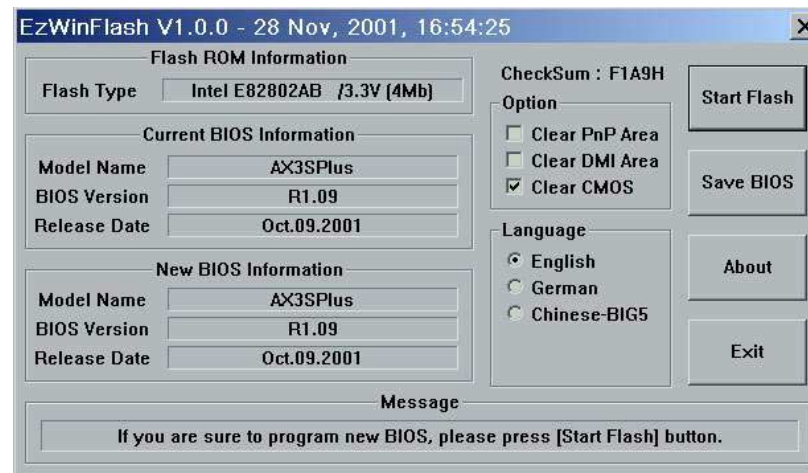 EzWinFlash V1.0.0 - 28 Nov, 2001, 16:54:25
Flash ROM Information
Flash Type Intel E82802AB /3.3V (4Mb)
Current BIOS Information
Model Name AX3SPlus
BIOS Version R1.09
Release Date Oct.09.2001
New BIOS Information
Model Name AX3SPlus
BIOS Version R1.09
Release Date Oct.09.2001
CheckSum : F1A9H
Option
Clear PnP Area
Clear DMI Area
Clear CMOS
Language
English
German
Chinese-BIG5
Start Flash
Save BIOS
About
Exit
Message
If you are sure to program new BIOS, please press [Start Flash] button.